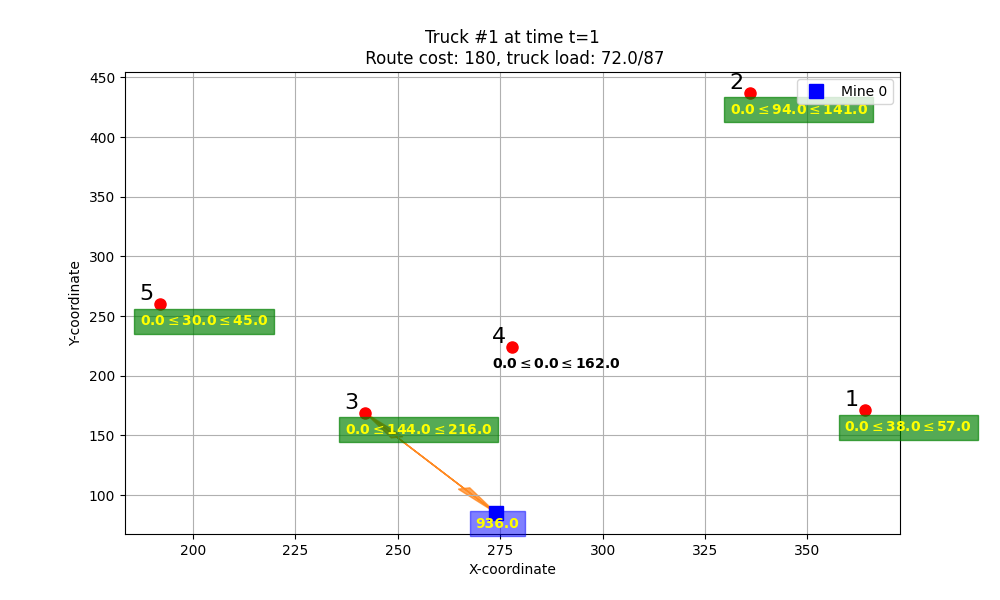 Truck #1 at time t=1
Route cost: 180, truck load: 72.0/87
Mine 0
2
0.0 ≤ 94.0 ≤ 141.0
5
0.0 ≤ 30.0 ≤ 45.0
4
0.0 ≤ 0.0 ≤ 162.0
3
0.0 ≤ 144.0 ≤ 216.0
1
0.0 ≤ 38.0 ≤ 57.0
936.0
450
400
350
300
250
200
150
100
Y-coordinate
200 225 250 275 300 325 350
X-coordinate